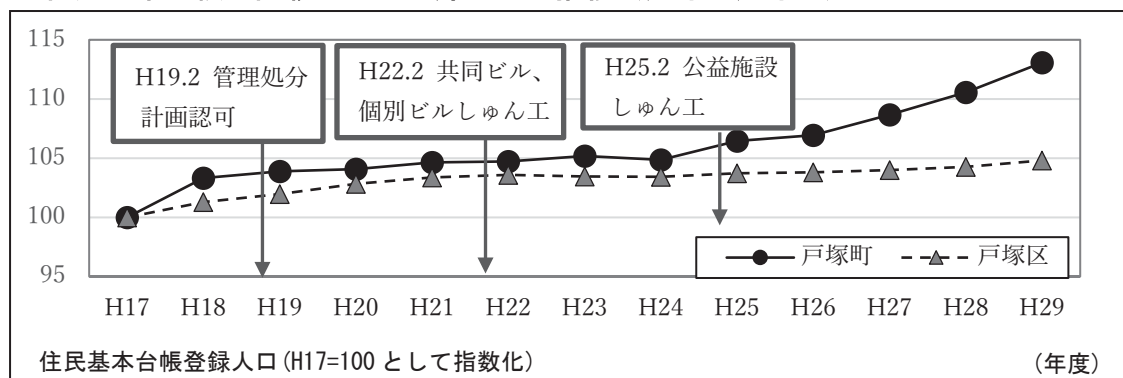 115
110
105
100
95
H19.2 管理処分
計画認可
H22.2 共同ビル、
個別ビルしゅん工
H25.2 公益施設
しゅん工
戸塚町 戸塚区
H17 H18 H19 H20 H21 H22 H23 H24 H25 H26 H27 H28 H29
住民基本台帳登録人口(H17=100 として指数化) (年度)